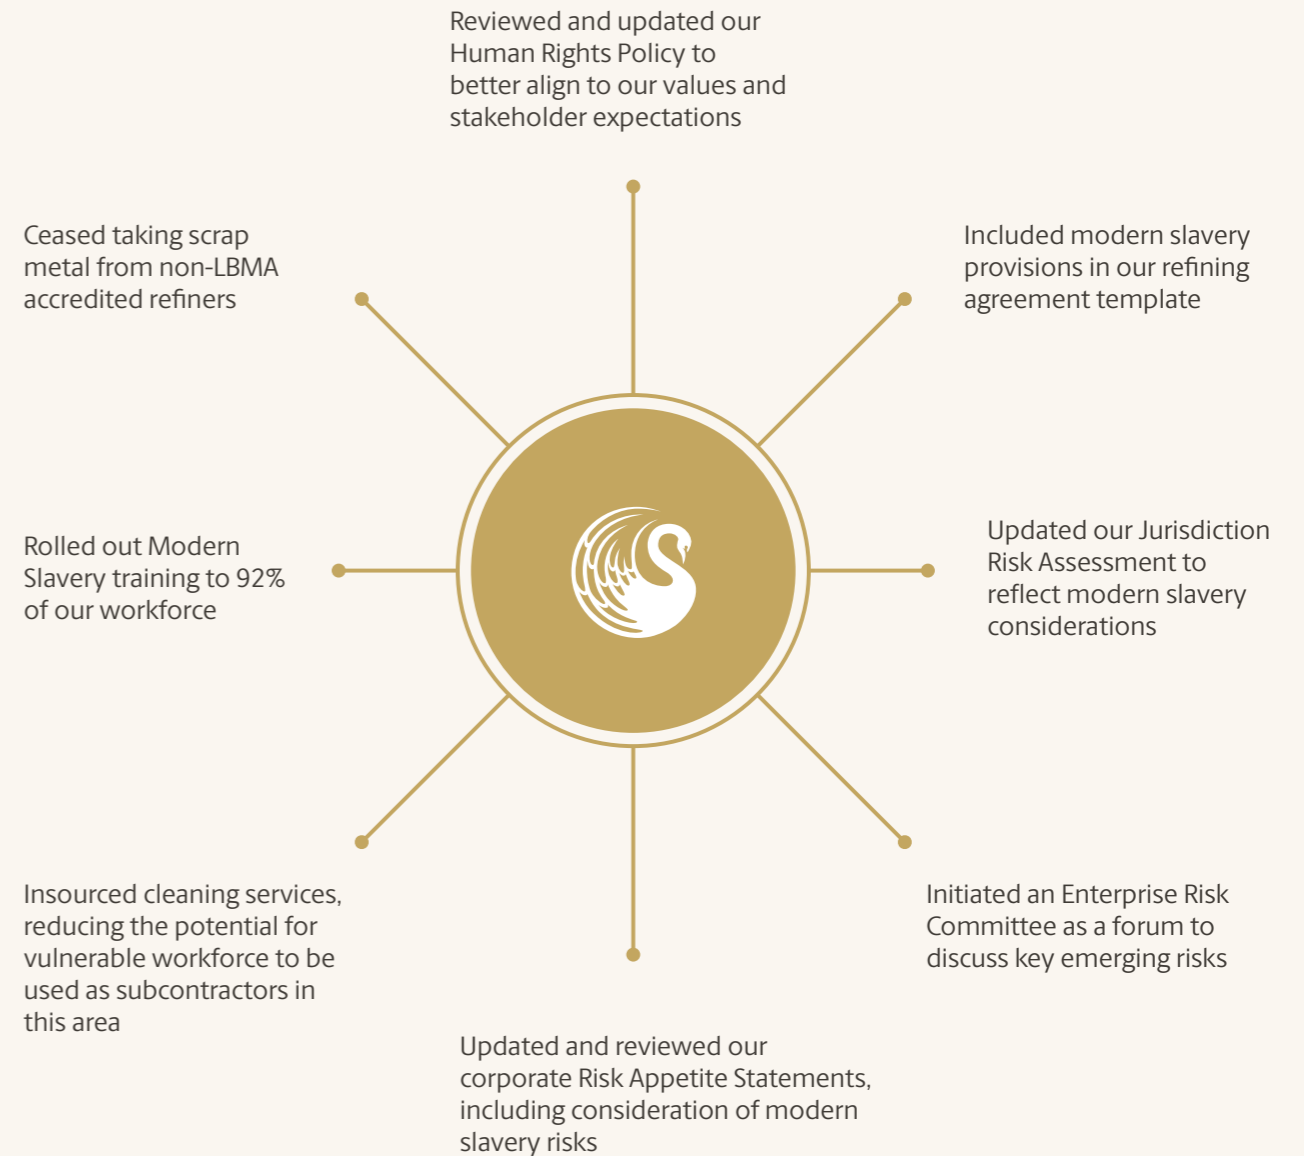 Reviewed and updated our
Human Rights Policy to
better align to our values and
stakeholder expectations
Ceased taking scrap
metal from non-LBMA
accredited refiners
Included modern slavery
provisions in our refining
agreement template
Rolled out Modern
Slavery training to 92%
of our workforce
Updated our Jurisdiction
Risk Assessment to
reflect modern slavery
considerations
Insourced cleaning services,
reducing the potential for
vulnerable workforce to be
used as subcontractors in
this area
Initiated an Enterprise Risk
Committee as a forum to
discuss key emerging risks
Updated and reviewed our
corporate Risk Appetite Statements,
including consideration of modern
slavery risks